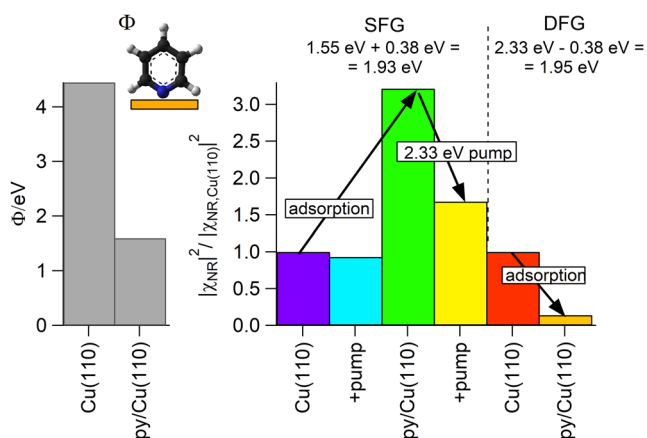 Φ
SFG
1.55 eV + 0.38 eV =
= 1.93 eV
DFG
2.33 eV - 0.38 eV =
= 1.95 eV
Φ/eV
4
3
2
1
0
Cu(110)
py/Cu(110)
|χNR|² / |χNR,Cu(110)|²
3.0
2.5
2.0
1.5
1.0
0.5
0.0
adsorption
2.33 eV pump
adsorption
Cu(110)
+pump
py/Cu(110)
+pump
Cu(110)
py/Cu(110)